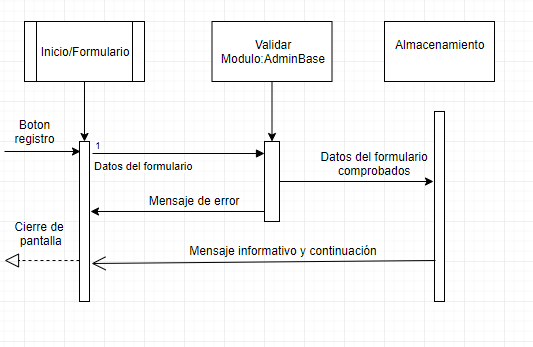 Inicio/Formulario
Validar
Modulo:AdminBase
Almacenamiento
Boton
registro
1
Datos del formulario
Datos del formulario
comprobados
Mensaje de error
Cierre de
pantalla
Mensaje informativo y continuación